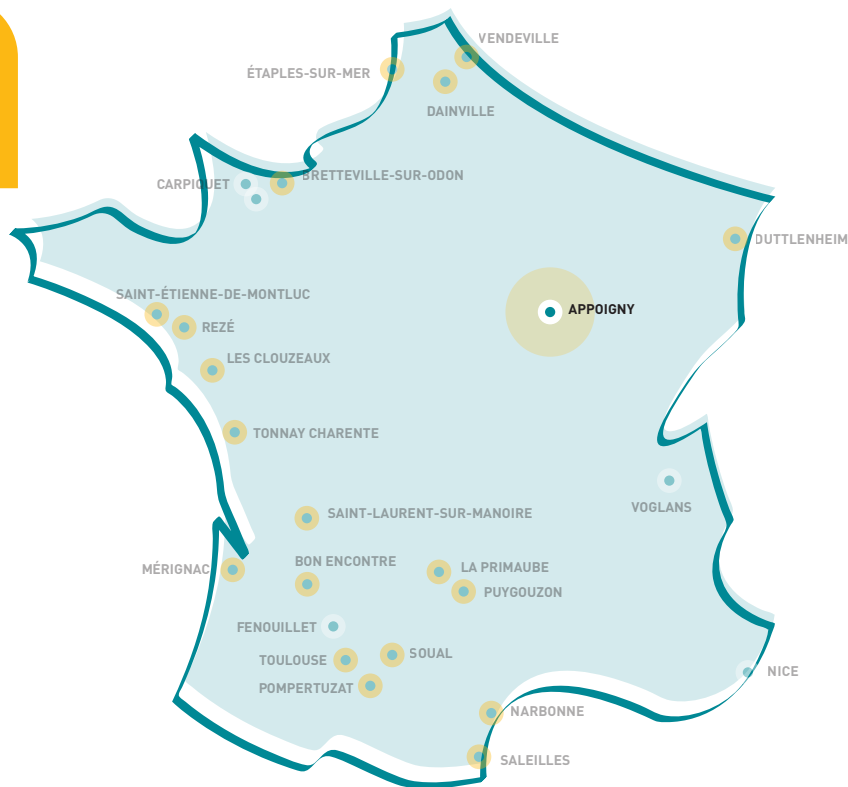 VENDEVILLE
ÉTAPLES-SUR-MER
DAINVILLE
BRETTEVILLE-SUR-ODON
CARPIQUET
DUTTLENHEIM
SAINT-ÉTIENNE-DE-MONTLUC
APPOIGNY
REZÉ
LES CLOUZEAUX
TONNAY CHARENTE
VOGLANS
SAINT-LAURENT-SUR-MANOIRE
BON ENCONTRE
LA PRIMAUBE
MÉRIGNAC
PUYGOUZON
FENOUILLET
SOUAL
TOULOUSE
NICE
POMPERTUZAT
NARBONNE
SALEILLES